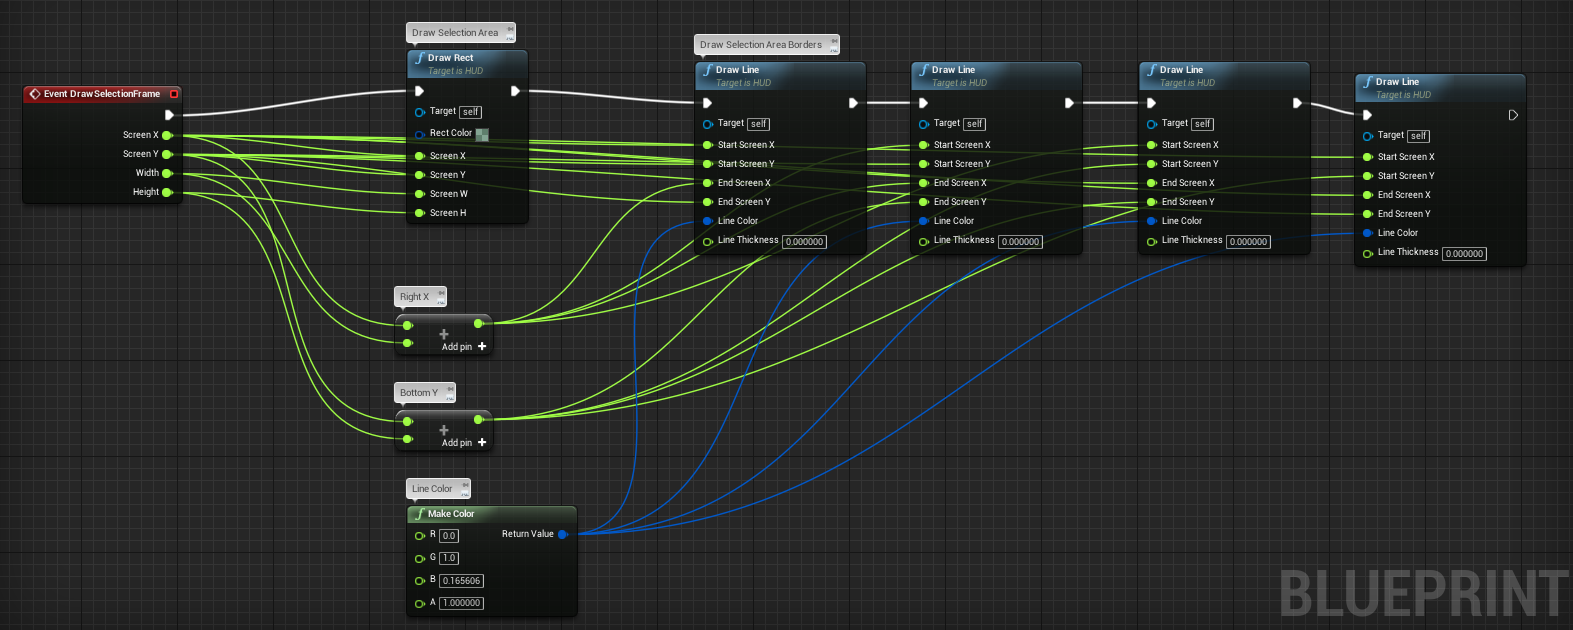 Event DrawSelectionFrame
Screen X
Screen Y
Width
Height
Draw Selection Area
Draw Rect
Target is HUD
Target self
Rect Color
Screen X
Screen Y
Screen W
Screen H
Right X
Add pin
Bottom Y
Add pin
Line Color
Make Color
R 0.0
Return Value
G 1.0
B 0.165606
A 1.000000
Draw Selection Area Borders
Draw Line
Target is HUD
Target self
Start Screen X
Start Screen Y
End Screen X
End Screen Y
Line Color
Line Thickness 0.000000
Draw Line
Target is HUD
Target self
Start Screen X
Start Screen Y
End Screen X
End Screen Y
Line Color
Line Thickness 0.000000
Draw Line
Target is HUD
Target self
Start Screen X
Start Screen Y
End Screen X
End Screen Y
Line Color
Line Thickness 0.000000
Draw Line
Target is HUD
Target self
Start Screen X
Start Screen Y
End Screen X
End Screen Y
Line Color
Line Thickness 0.000000
BLUEPRINT